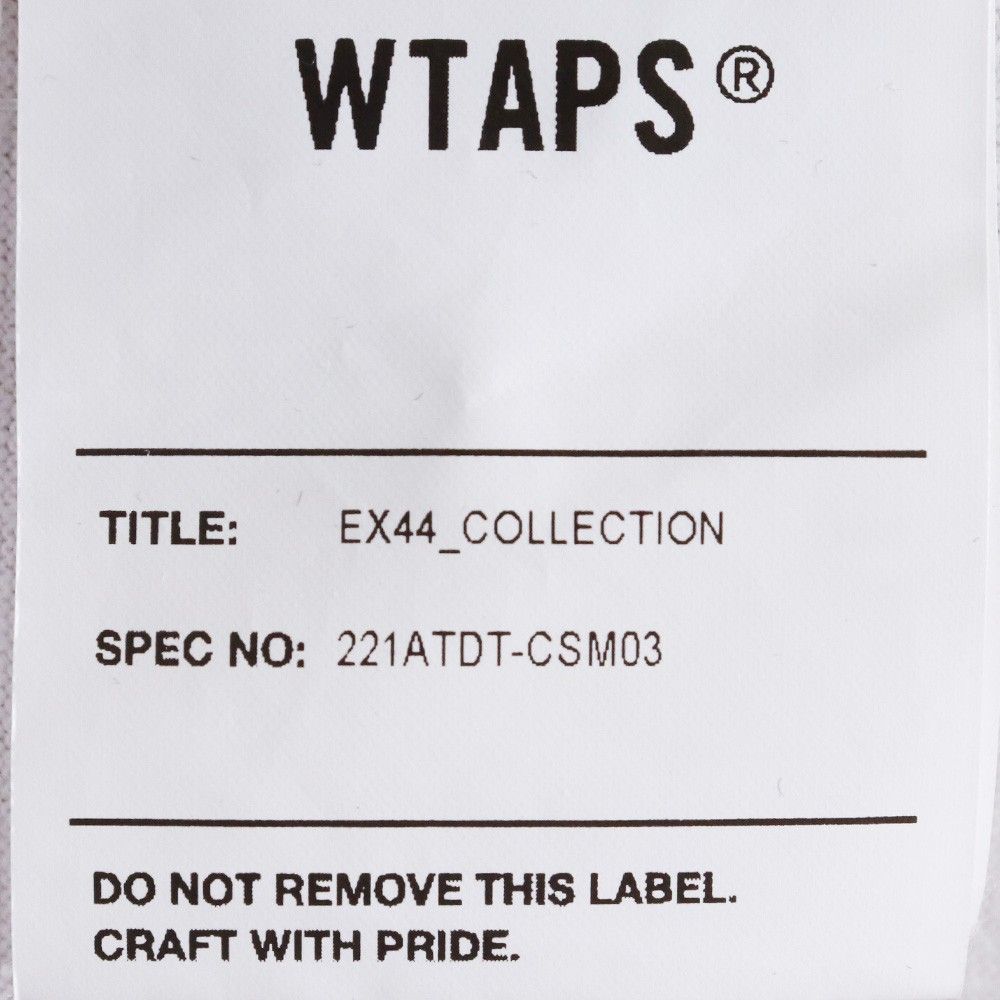 WTAPS®
TITLE: EX44_COLLECTION
SPEC NO: 221ATDT-CSM03
DO NOT REMOVE THIS LABEL.
CRAFT WITH PRIDE.